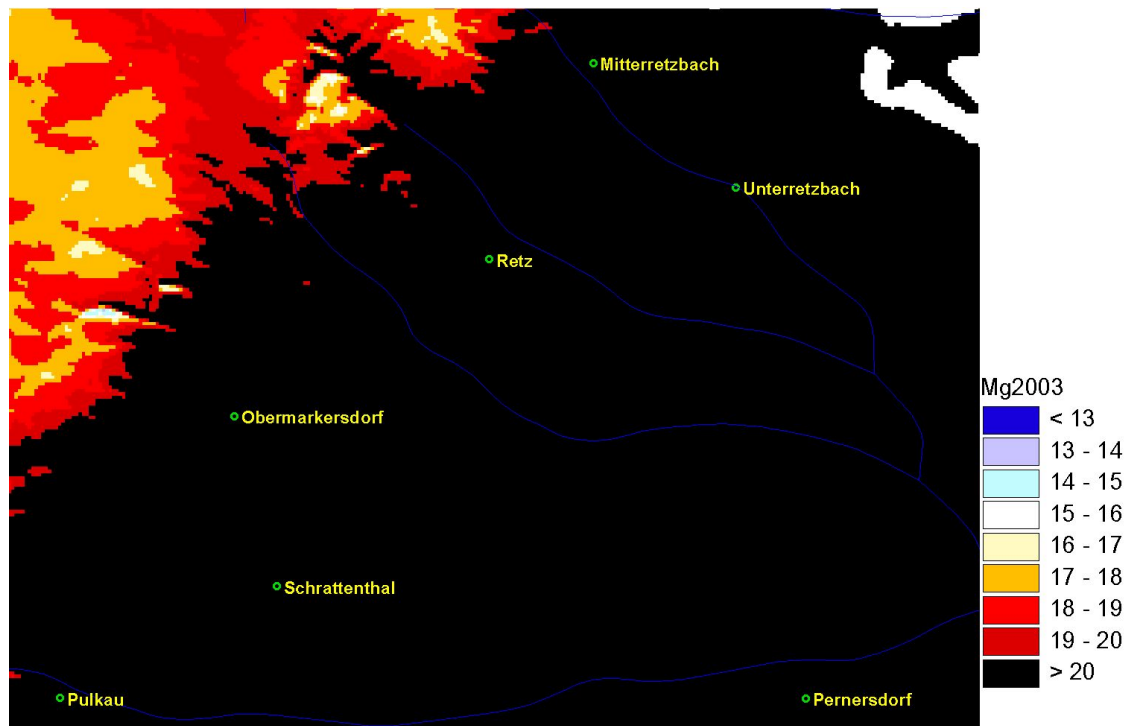 Mitterretzbach
Unterretzbach
Retz
Obermarkersdorf
Schrattenthal
Pulkau
Pernersdorf
Mg2003
< 13
13 - 14
14 - 15
15 - 16
16 - 17
17 - 18
18 - 19
19 - 20
> 20